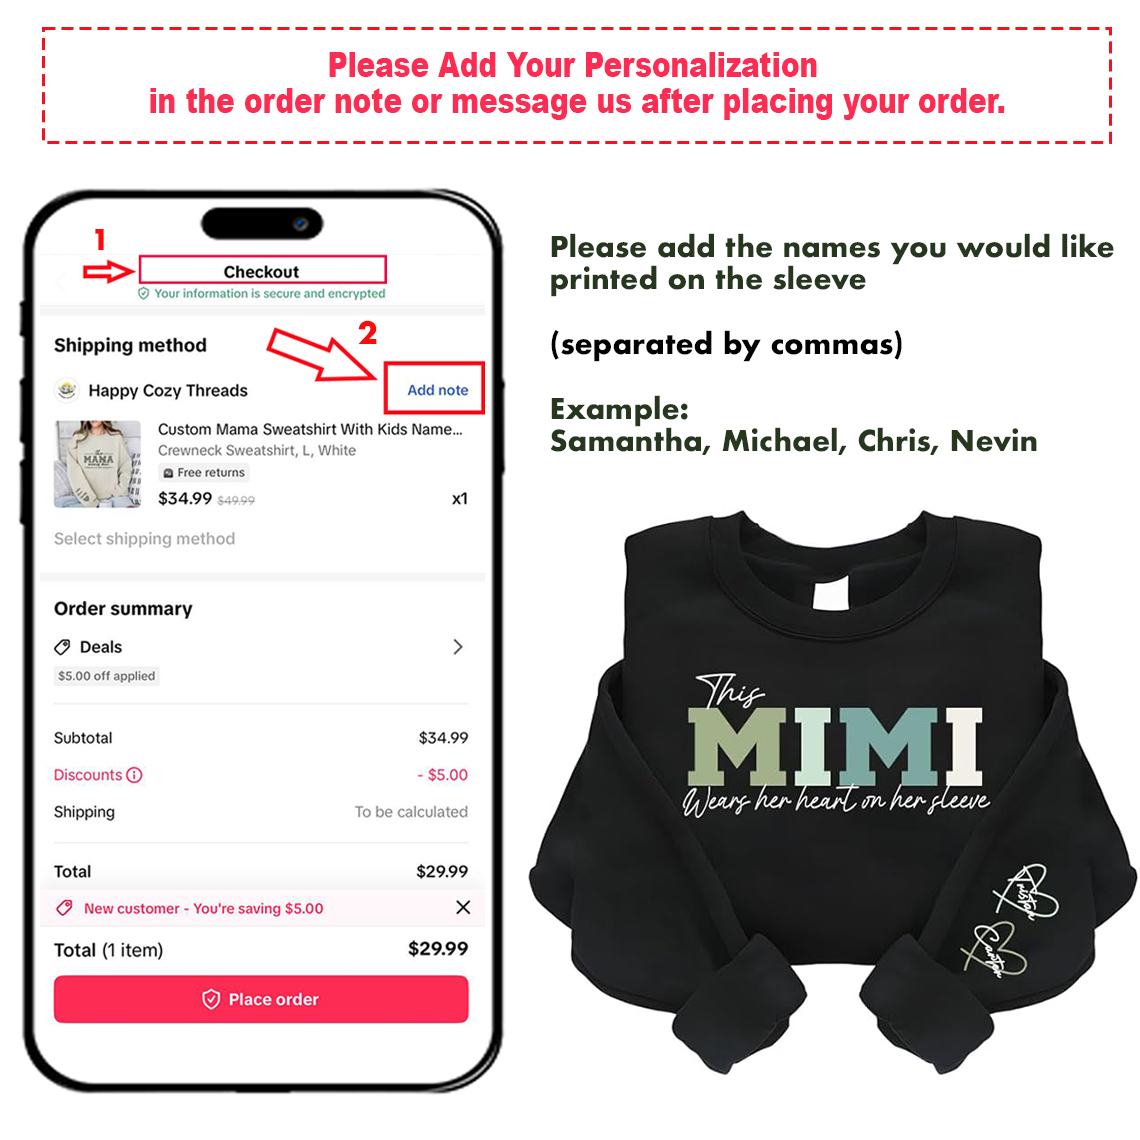 Please Add Your Personalization
in the order note or message us after placing your order.
1
Checkout
Your information is secure and encrypted
2
Shipping method
Happy Cozy Threads
Add note
Custom Mama Sweatshirt With Kids Name...
Crewneck Sweatshirt, L, White
Free returns
$34.99 $49.99
x1
MAMA
Select shipping method
Order summary
Deals
$5.00 off applied
Subtotal
$34.99
Discounts
- $5.00
Shipping
To be calculated
Total
$29.99
New customer - You're saving $5.00
Total (1 item)
$29.99
Place order
Please add the names you would like
printed on the sleeve
(separated by commas)
Example:
Samantha, Michael, Chris, Nevin
This
MIMI
Wears her heart on her sleeve
Tristan